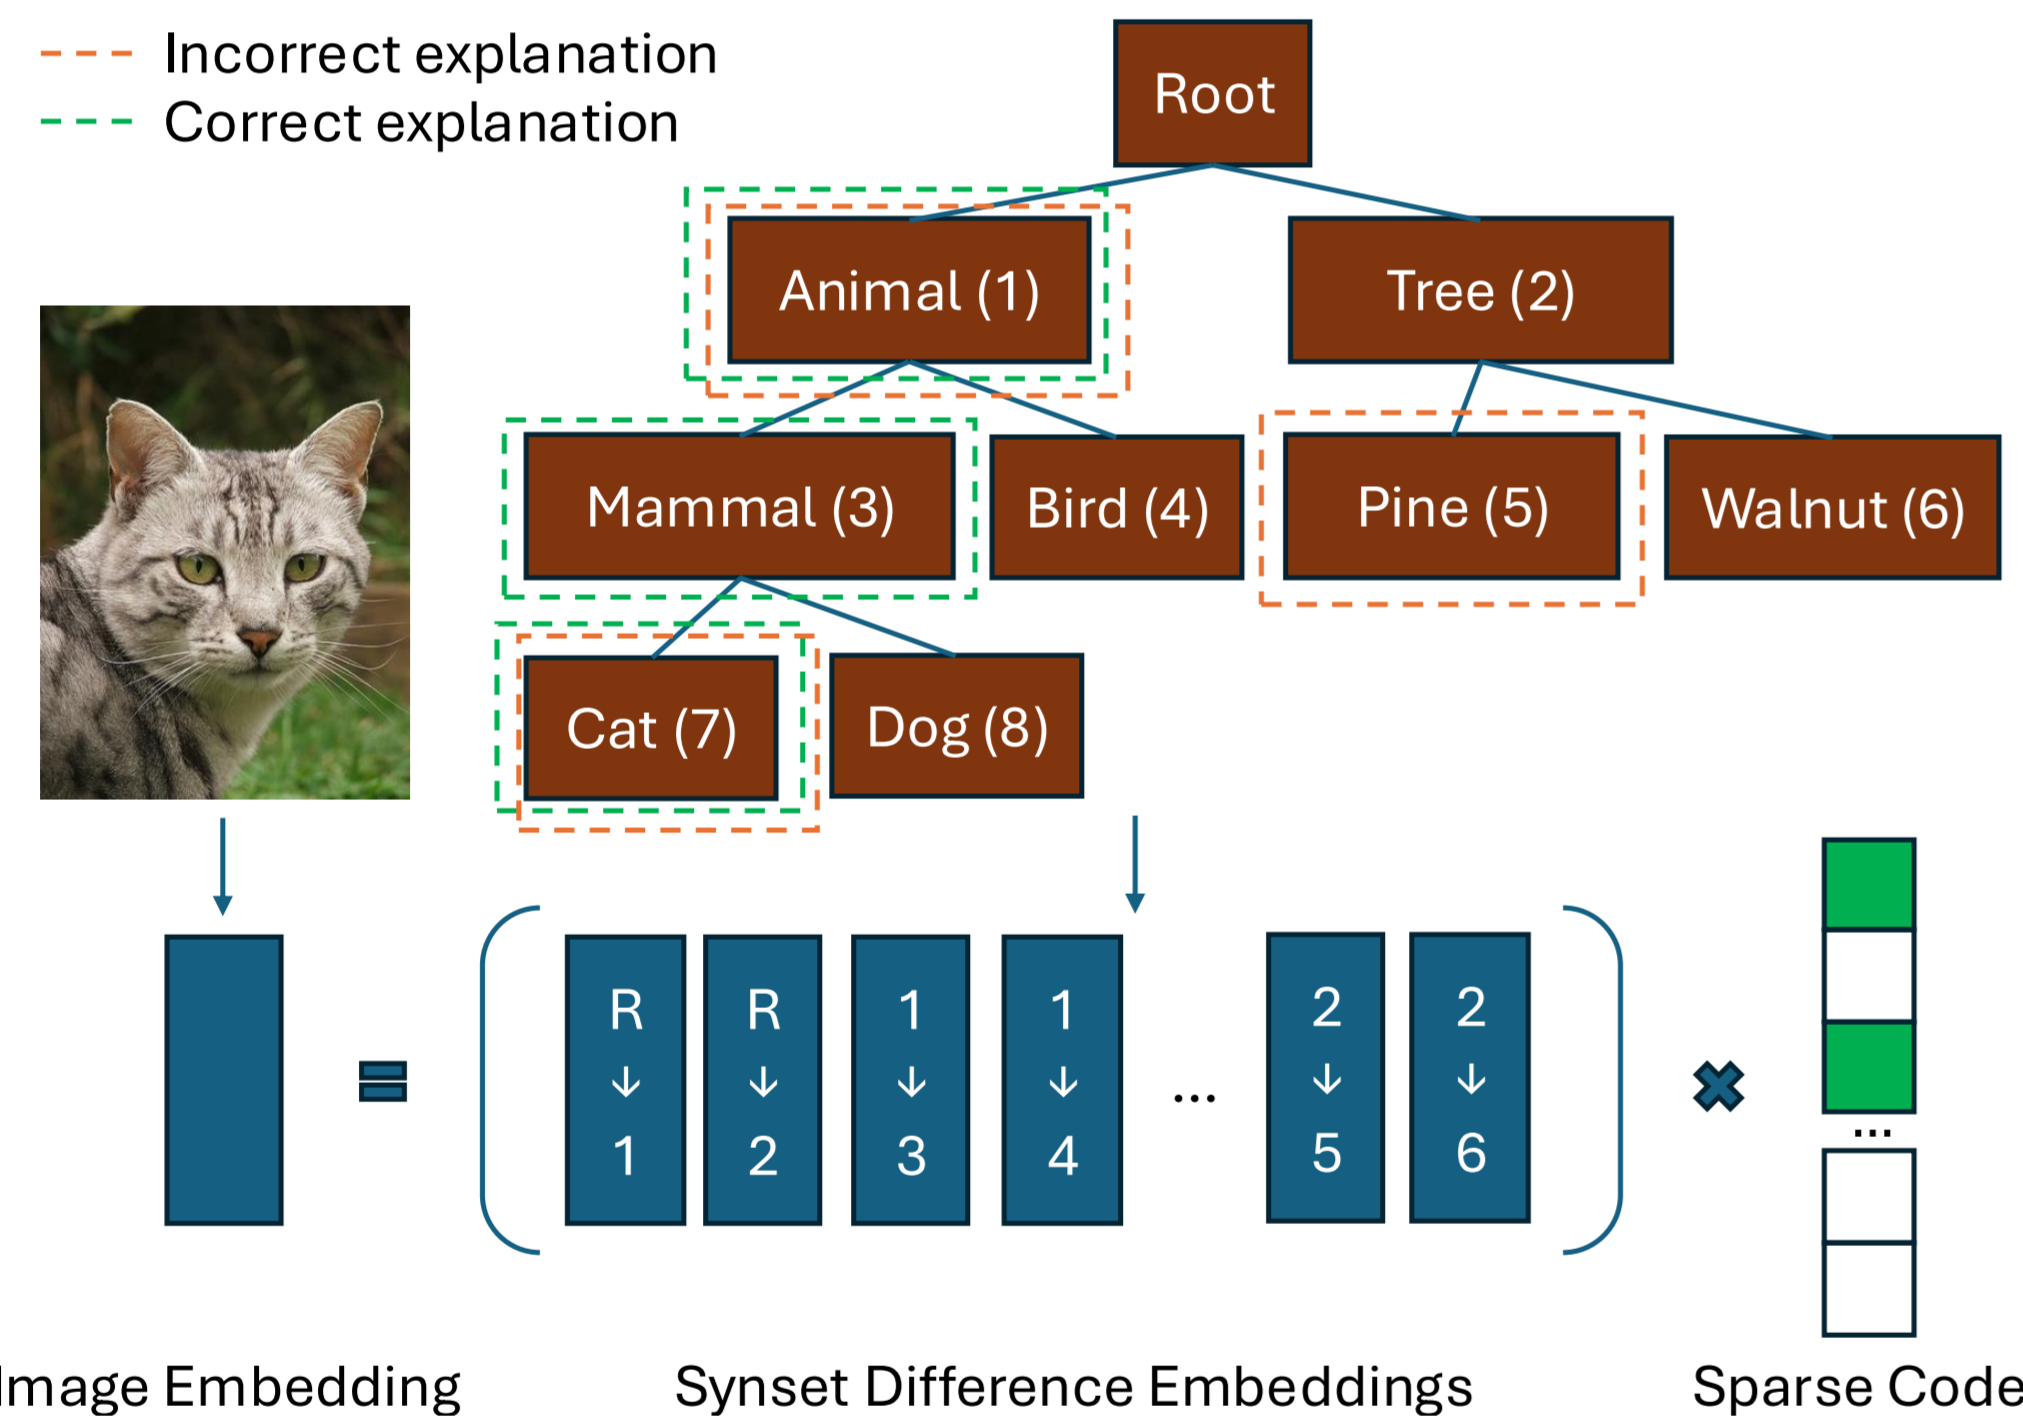 Incorrect explanation
Correct explanation
Root
Animal (1)
Tree (2)
Mammal (3)
Bird (4)
Pine (5)
Walnut (6)
Cat (7)
Dog (8)
R
↓
1
R
↓
2
1
↓
3
1
↓
4
...
2
↓
5
2
↓
6
...
Image Embedding
Synset Difference Embeddings
Sparse Code